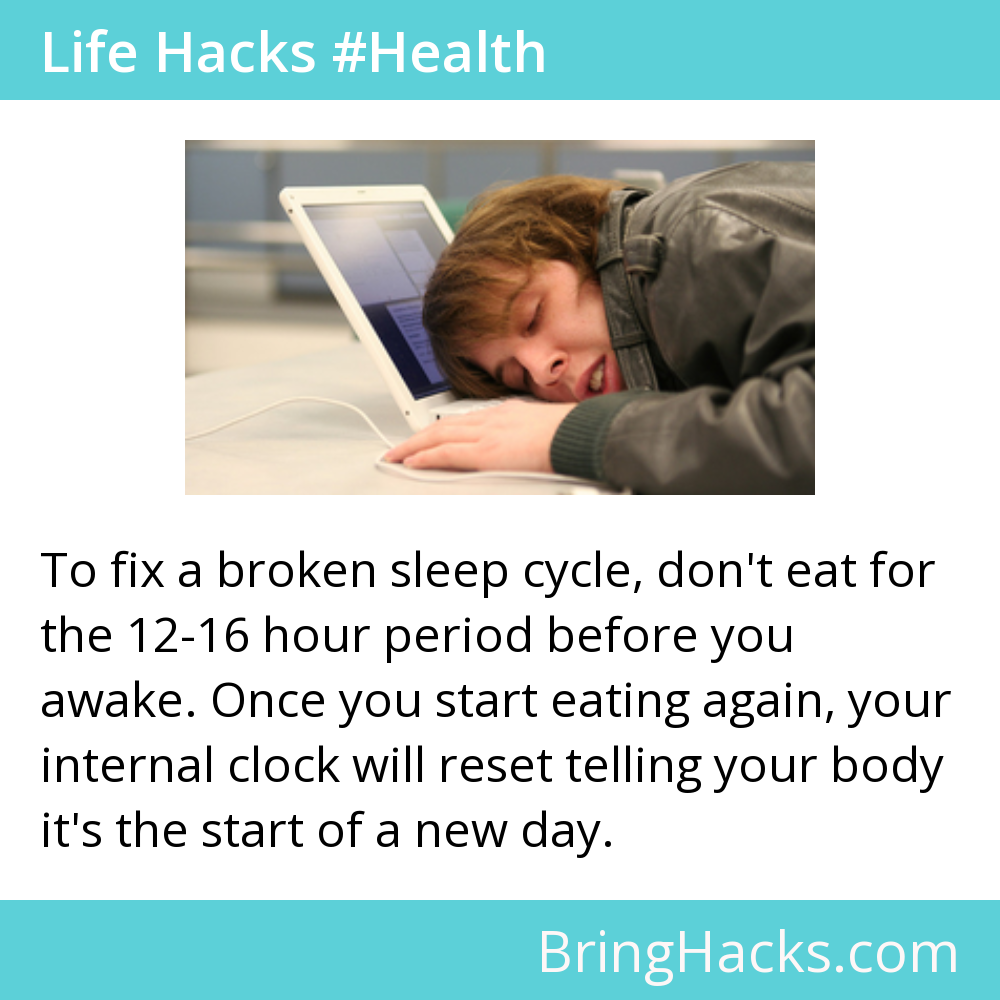 Life Hacks #Health
To fix a broken sleep cycle, don't eat for
the 12-16 hour period before you
awake. Once you start eating again, your
internal clock will reset telling your body
it's the start of a new day.
BringHacks.com